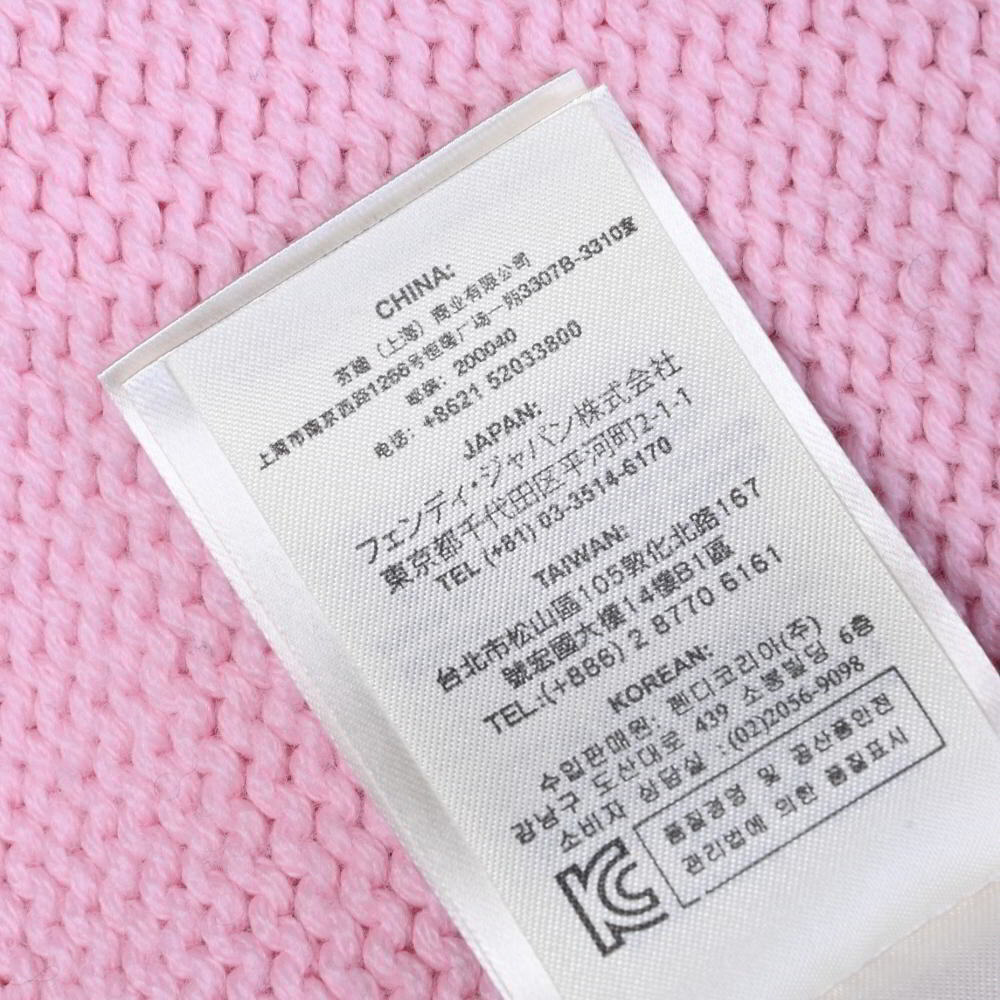 CHINA:
芬迪（上海）商业有限公司
上海市南京西路1266号恒隆广场一期3307B-3310室
邮编: 200040
电话: +8621 52033800
JAPAN:
フェンディ・ジャパン株式会社
東京都千代田区平河町2-1-1
TEL (+81) 03-3514-6170
TAIWAN:
台北市松山區105敦化北路167
號宏國大樓14樓B1區
TEL:(+886) 2 8770 6161
KOREAN:
수입판매원: 펜디코리아(주)
강남구 도산대로 439 소봉빌딩 6층
소비자 상담실 :(02)2056-9098
품질경영 및 공산품안전
관리법에 의한 품질표시
KC